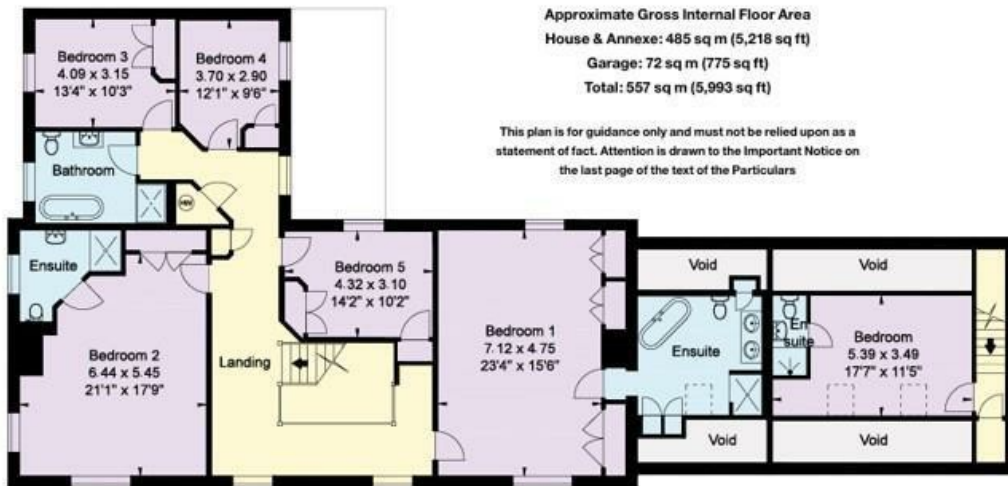 Approximate Gross Internal Floor Area
House & Annexe: 485 sq m (5,218 sq ft)
Garage: 72 sq m (775 sq ft)
Total: 557 sq m (5,993 sq ft)
This plan is for guidance only and must not be relied upon as a
statement of fact. Attention is drawn to the Important Notice on
the last page of the text of the Particulars
Bedroom 3
4.09 x 3.15
13'4" x 10'3"
Bedroom 4
3.70 x 2.90
12'1" x 9'6"
Bathroom
HW
Ensuite
Bedroom 2
6.44 x 5.45
21'1" x 17'9"
Landing
Bedroom 5
4.32 x 3.10
14'2" x 10'2"
Bedroom 1
7.12 x 4.75
23'4" x 15'6"
Void
Void
Ensuite
En
suite
Bedroom
5.39 x 3.49
17'7" x 11'5"
Void
Void